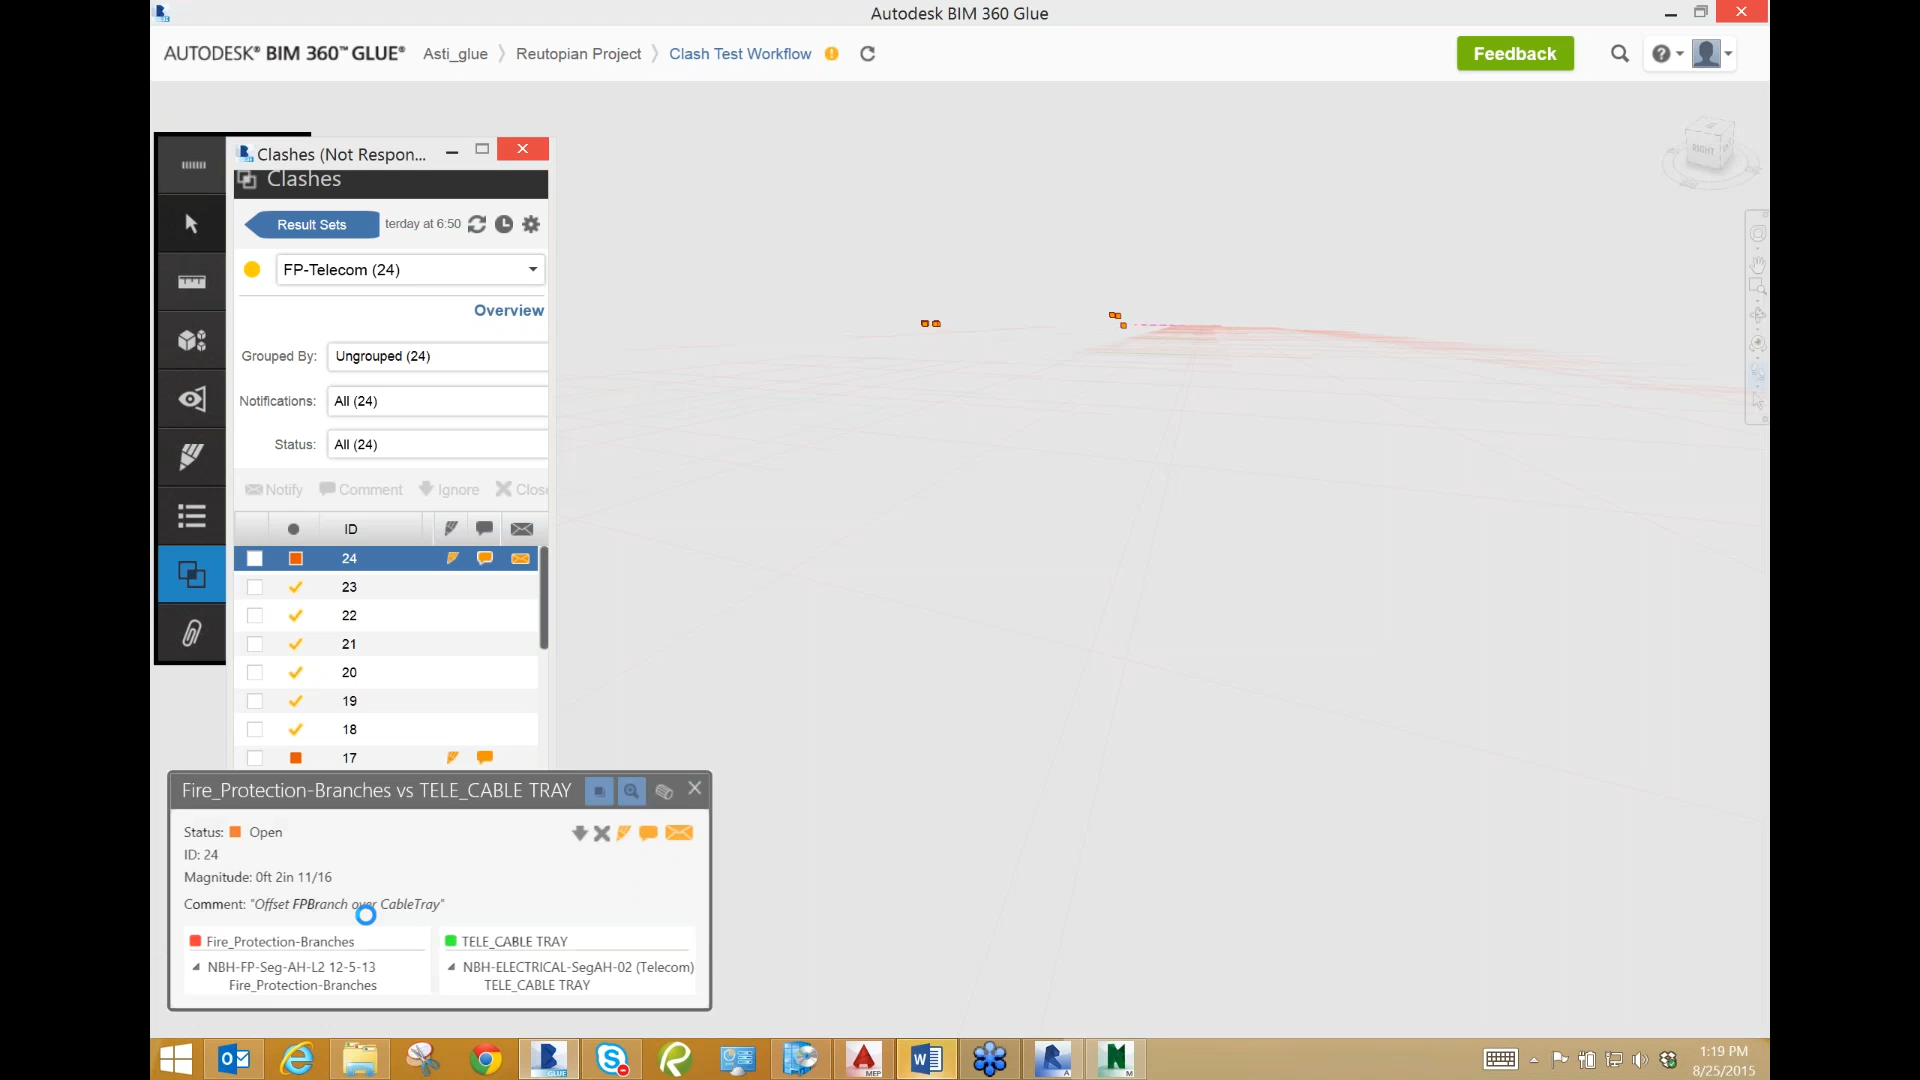 Autodesk BIM 360 Glue
AUTODESK® BIM 360™ GLUE® Asti_glue Reutopian Project Clash Test Workflow
Feedback
Clashes (Not Respon...
Clashes
Result Sets terday at 6:50
FP-Telecom (24)
Overview
Grouped By: Ungrouped (24)
Notifications: All (24)
Status: All (24)
Notify Comment Ignore Close
ID
24
23
22
21
20
19
18
17
RIGHT
Fire_Protection-Branches vs TELE_CABLE TRAY
Status: Open
ID: 24
Magnitude: 0ft 2in 11/16
Comment: "Offset FPBranch over CableTray"
Fire_Protection-Branches TELE_CABLE TRAY
NBH-FP-Seg-AH-L2 12-5-13 NBH-ELECTRICAL-SegAH-02 (Telecom)
Fire_Protection-Branches TELE_CABLE TRAY
GLUE MEP A M
1:19 PM
8/25/2015